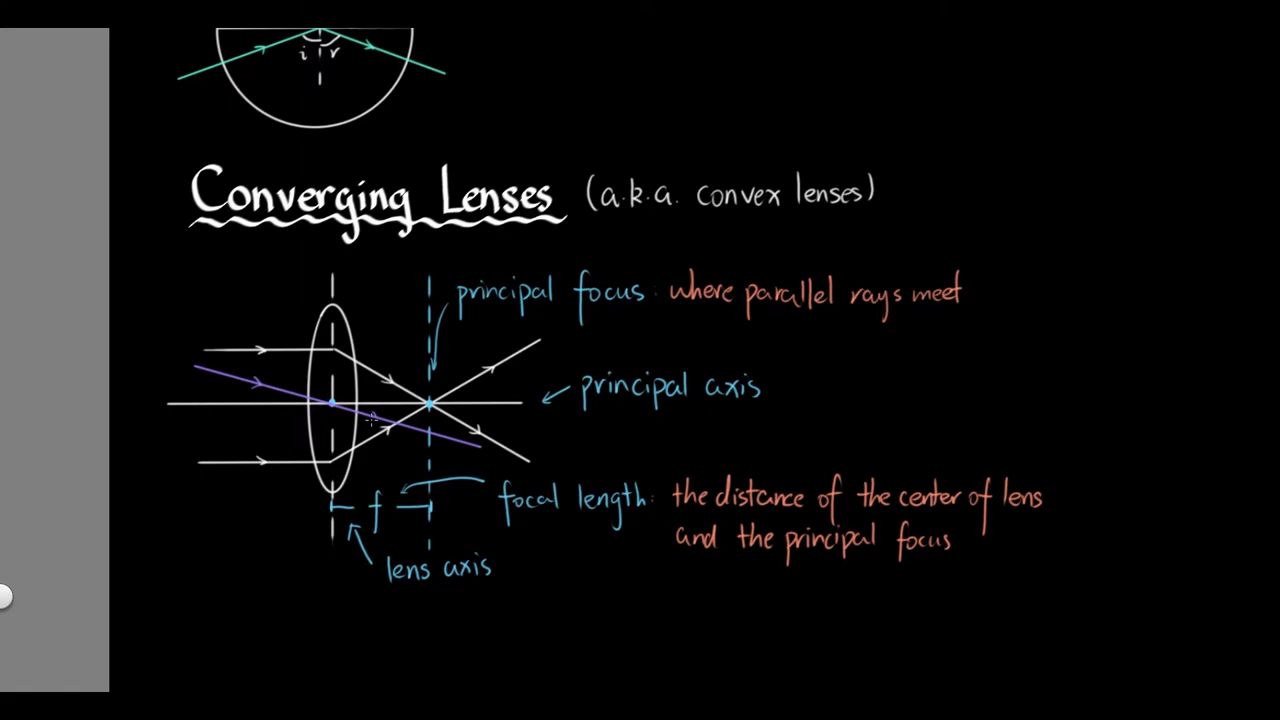 i r
Converging Lenses (a.k.a. convex lenses)
principal focus: where parallel rays meet
principal axis
f
focal length: the distance of the center of lens
and the principal focus
lens axis